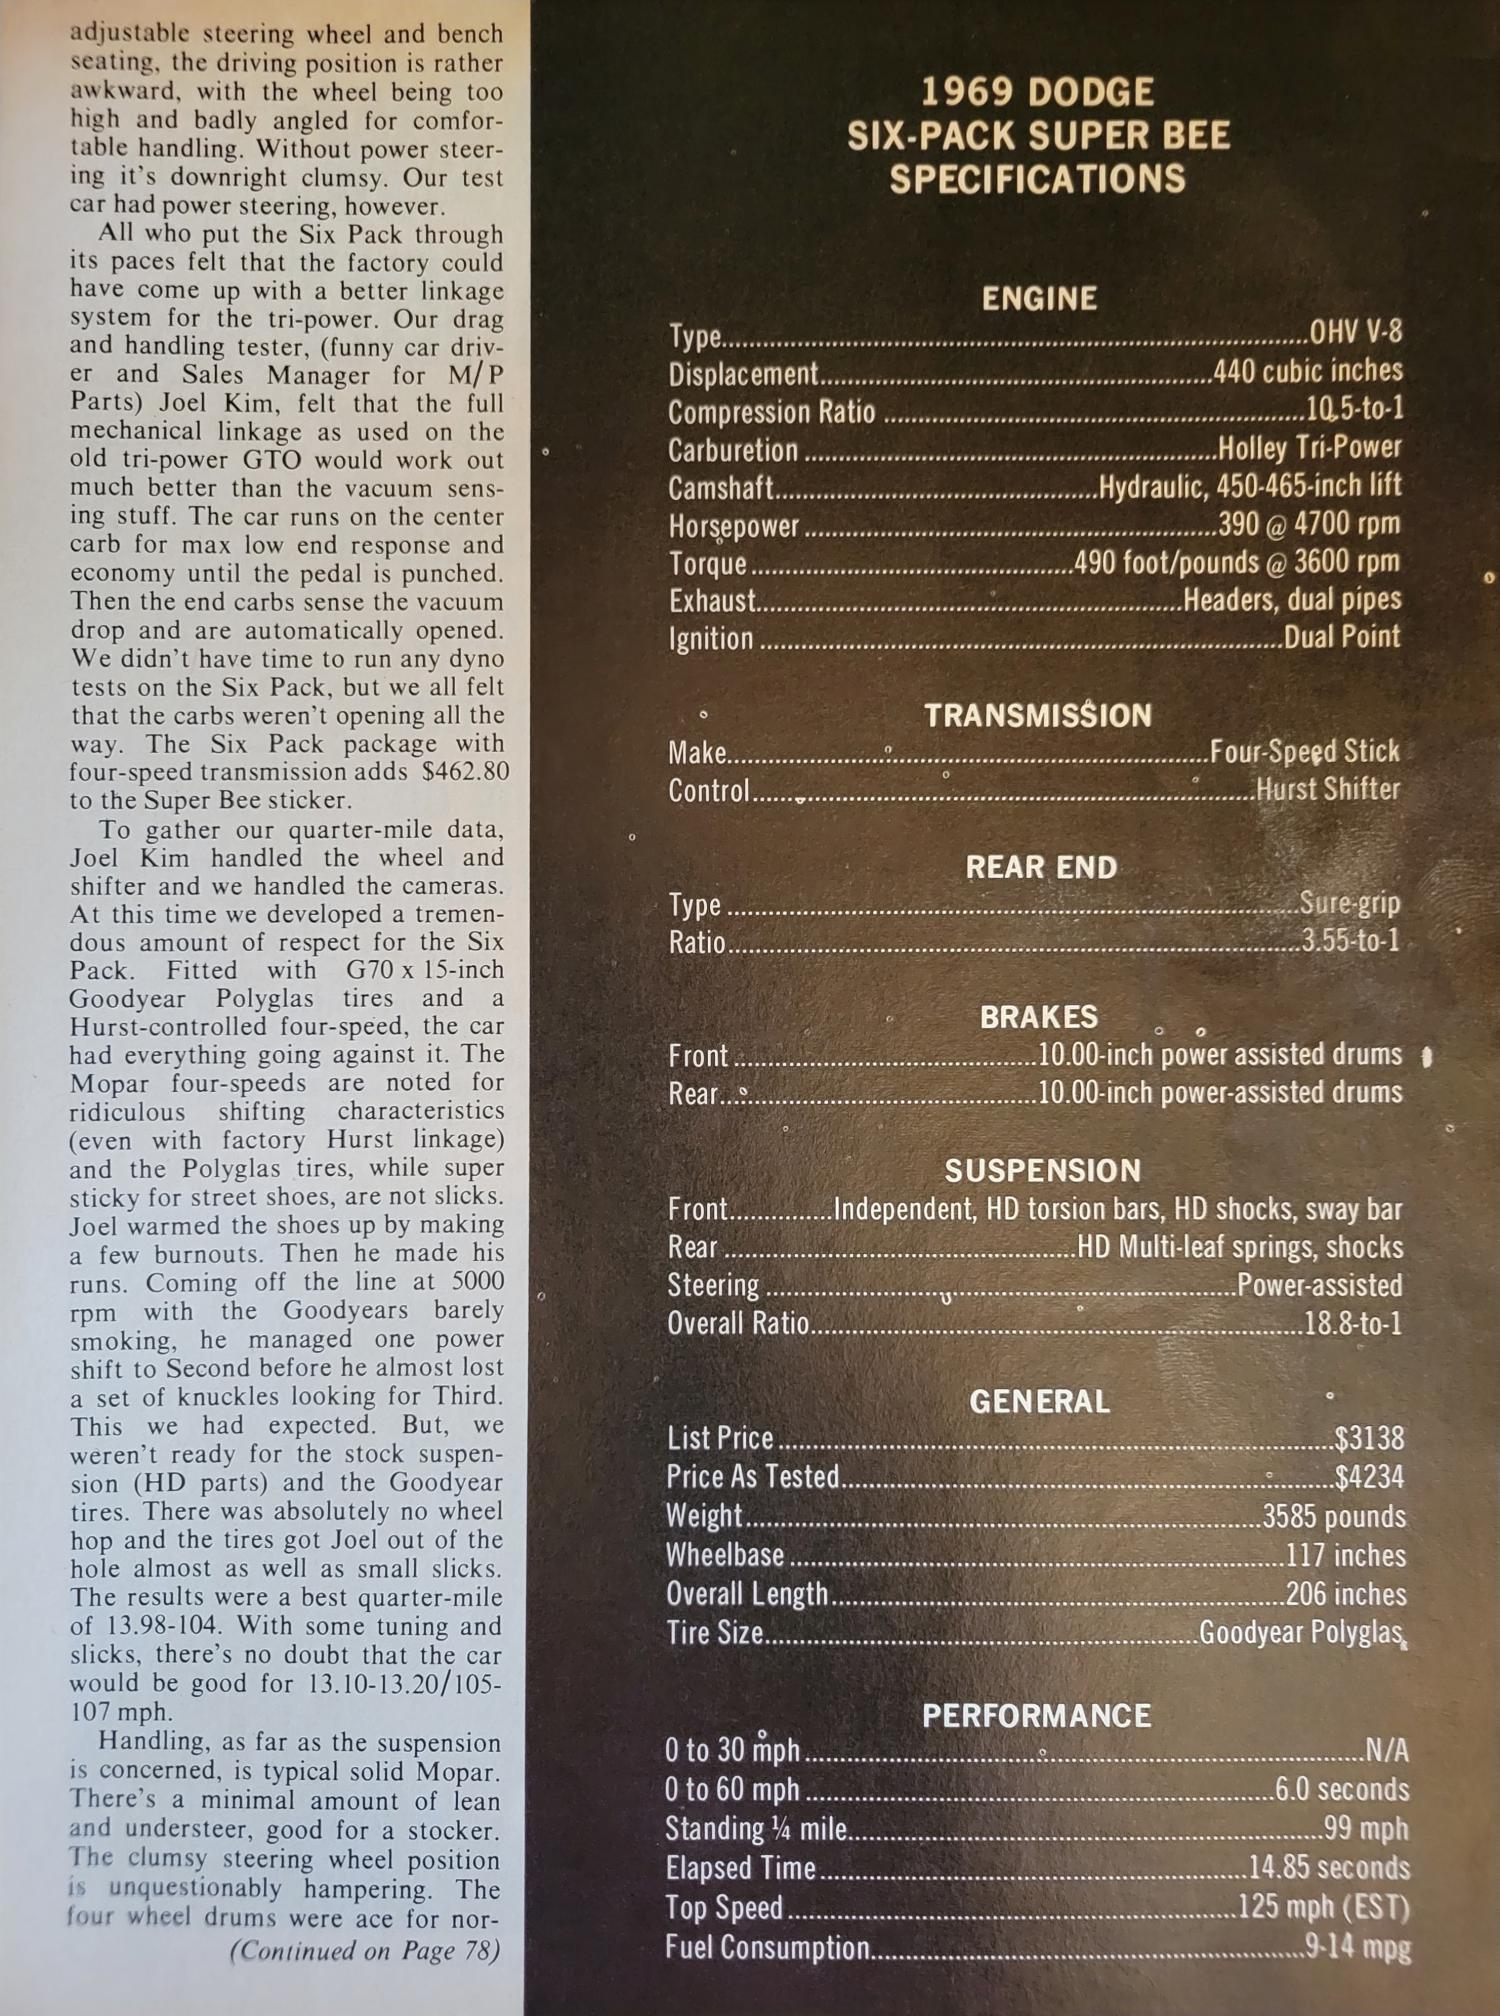 adjustable steering wheel and bench
seating, the driving position is rather
awkward, with the wheel being too
high and badly angled for comfor-
table handling. Without power steer-
ing it's downright clumsy. Our test
car had power steering, however.
All who put the Six Pack through
its paces felt that the factory could
have come up with a better linkage
system for the tri-power. Our drag
and handling tester, (funny car driv-
er and Sales Manager for M/P
Parts) Joel Kim, felt that the full
mechanical linkage as used on the
old tri-power GTO would work out
much better than the vacuum sens-
ing stuff. The car runs on the center
carb for max low end response and
economy until the pedal is punched.
Then the end carbs sense the vacuum
drop and are automatically opened.
We didn't have time to run any dyno
tests on the Six Pack, but we all felt
that the carbs weren't opening all the
way. The Six Pack package with
four-speed transmission adds $462.80
to the Super Bee sticker.
To gather our quarter-mile data,
Joel Kim handled the wheel and
shifter and we handled the cameras.
At this time we developed a tremen-
dous amount of respect for the Six
Pack. Fitted with G70 x 15-inch
Goodyear Polyglas tires and a
Hurst-controlled four-speed, the car
had everything going against it. The
Mopar four-speeds are noted for
ridiculous shifting characteristics
(even with factory Hurst linkage)
and the Polyglas tires, while super
sticky for street shoes, are not slicks.
Joel warmed the shoes up by making
a few burnouts. Then he made his
runs. Coming off the line at 5000
rpm with the Goodyears barely
smoking, he managed one power
shift to Second before he almost lost
a set of knuckles looking for Third.
This we had expected. But, we
weren't ready for the stock suspen-
sion (HD parts) and the Goodyear
tires. There was absolutely no wheel
hop and the tires got Joel out of the
hole almost as well as small slicks.
The results were a best quarter-mile
of 13.98-104. With some tuning and
slicks, there's no doubt that the car
would be good for 13.10-13.20/105-
107 mph.
Handling, as far as the suspension
is concerned, is typical solid Mopar.
There's a minimal amount of lean
and understeer, good for a stocker.
The clumsy steering wheel position
is unquestionably hampering. The
four wheel drums were ace for nor-
(Continued on Page 78)
1969 DODGE
SIX-PACK SUPER BEE
SPECIFICATIONS
ENGINE
Type OHV V-8
Displacement 440 cubic inches
Compression Ratio 10.5-to-1
Carburetion Holley Tri-Power
Camshaft Hydraulic, 450-465-inch lift
Horsepower 390 @ 4700 rpm
Torque 490 foot/pounds @ 3600 rpm
Exhaust Headers, dual pipes
Ignition Dual Point
TRANSMISSION
Make Four-Speed Stick
Control Hurst Shifter
REAR END
Type Sure-grip
Ratio 3.55-to-1
BRAKES
Front 10.00-inch power assisted drums
Rear 10.00-inch power-assisted drums
SUSPENSION
Front Independent, HD torsion bars, HD shocks, sway bar
Rear HD Multi-leaf springs, shocks
Steering Power-assisted
Overall Ratio 18.8-to-1
GENERAL
List Price $3138
Price As Tested $4234
Weight 3585 pounds
Wheelbase 117 inches
Overall Length 206 inches
Tire Size Goodyear Polyglas
PERFORMANCE
0 to 30 mph N/A
0 to 60 mph 6.0 seconds
Standing ¼ mile 99 mph
Elapsed Time 14.85 seconds
Top Speed 125 mph (EST)
Fuel Consumption 9-14 mpg